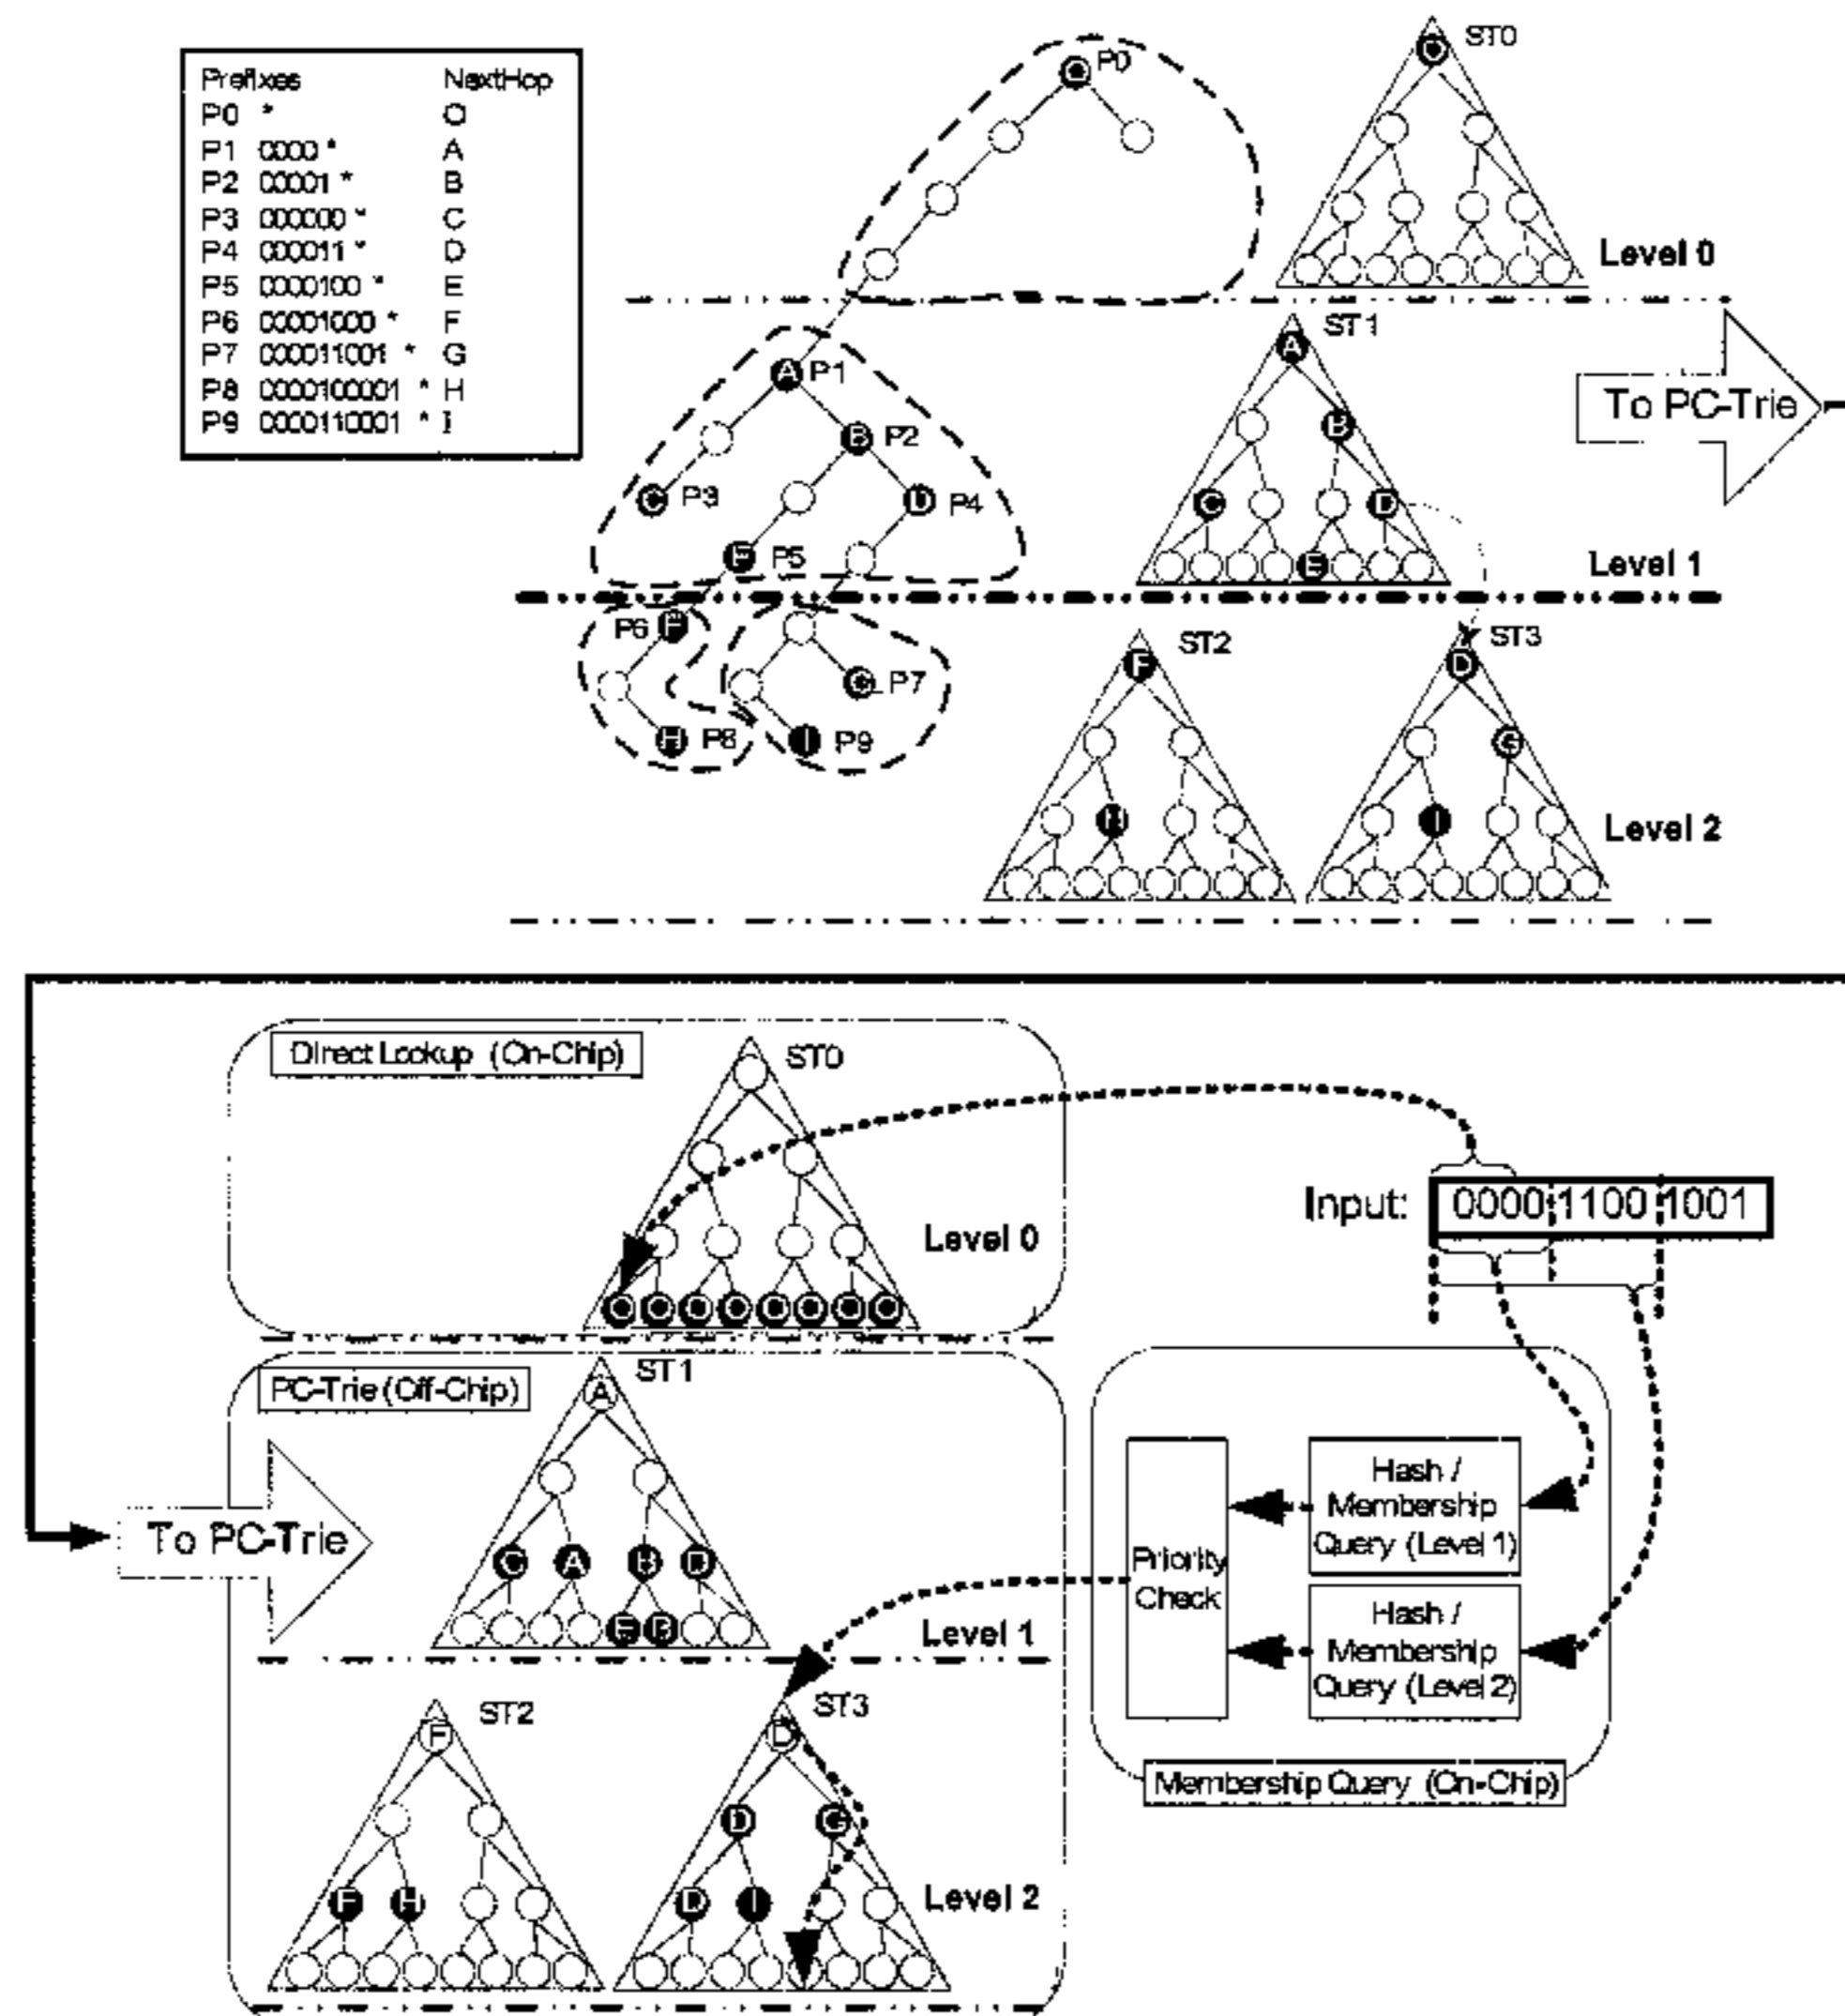 Prefixes NextHop
P0 * O
P1 0000 * A
P2 00001 * B
P3 000000 * C
P4 000011 * D
P5 0000100 * E
P6 00001000 * F
P7 000011001 * G
P8 0000100001 * H
P9 0000110001 * I
P0
A P1
B P2
C P3
D P4
E P5
P6 F
G P7
H P8
I P9
O ST0
Level 0
ST1
A
B
C D
E
Level 1
To PC-Trie
ST2
F
H
ST3
D
G
I
Level 2
Direct Lookup (On-Chip)
ST0
Level 0
O O O O O O O O
Input: 0000 1100 1001
PC-Trie (Off-Chip)
ST1
A
To PC-Trie
C A B D
E B
Level 1
ST2
F
F H
ST3
D
D G
D I
Level 2
Hash /
Membership
Query (Level 1)
Priority
Check
Hash /
Membership
Query (Level 2)
Membership Query (On-Chip)